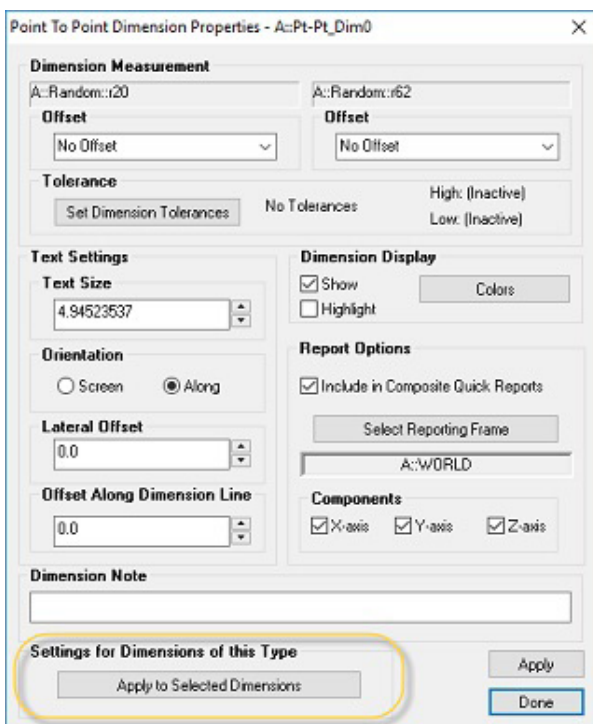 Point To Point Dimension Properties - A::Pt-Pt_Dim0
Dimension Measurement
A::Random::r20
A::Random::r62
Offset
Offset
No Offset
No Offset
Tolerance
Set Dimension Tolerances
No Tolerances
High: (Inactive)
Low: (Inactive)
Text Settings
Text Size
4.94523537
Orientation
Screen
Along
Lateral Offset
0.0
Offset Along Dimension Line
0.0
Dimension Display
Show
Highlight
Colors
Report Options
Include in Composite Quick Reports
Select Reporting Frame
A::WORLD
Components
X-axis
Y-axis
Z-axis
Dimension Note
Settings for Dimensions of this Type
Apply to Selected Dimensions
Apply
Done